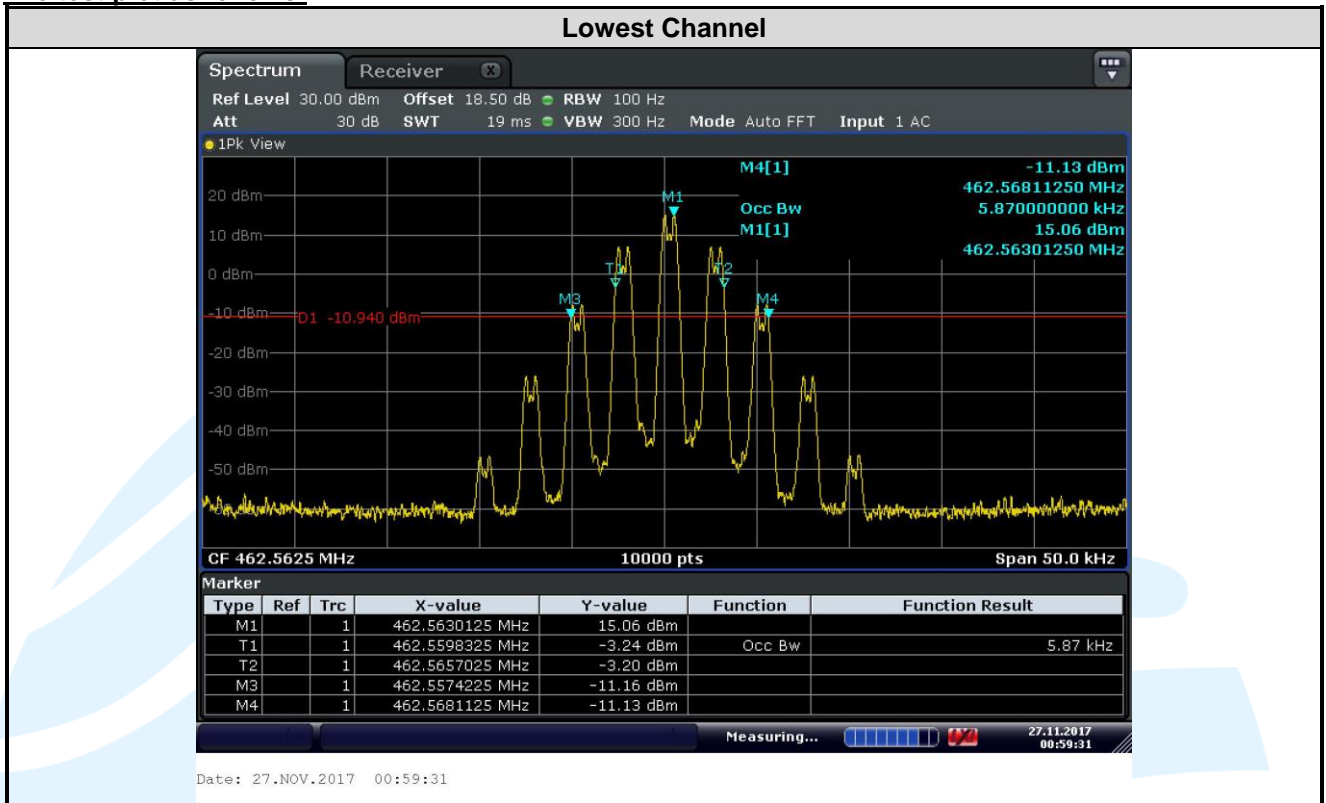 Lowest Channel
Spectrum Receiver
Ref Level 30.00 dBm Offset 18.50 dB RBW 100 Hz
Att 30 dB SWT 19 ms VBW 300 Hz Mode Auto FFT Input 1 AC
1Pk View
M4[1] -11.13 dBm
462.56811250 MHz
Occ Bw 5.870000000 kHz
M1[1] 15.06 dBm
462.56301250 MHz
20 dBm
M1
10 dBm
0 dBm
T2
M3
M4
-10 dBm
D1 -10.940 dBm
-20 dBm
-30 dBm
-40 dBm
-50 dBm
CF 462.5625 MHz 10000 pts Span 50.0 kHz
Marker
Type Ref Trc X-value Y-value Function Function Result
M1 1 462.5630125 MHz 15.06 dBm
T1 1 462.5598325 MHz -3.24 dBm Occ Bw 5.87 kHz
T2 1 462.5657025 MHz -3.20 dBm
M3 1 462.5574225 MHz -11.16 dBm
M4 1 462.5681125 MHz -11.13 dBm
Measuring... 27.11.2017
00:59:31
Date: 27.NOV.2017 00:59:31